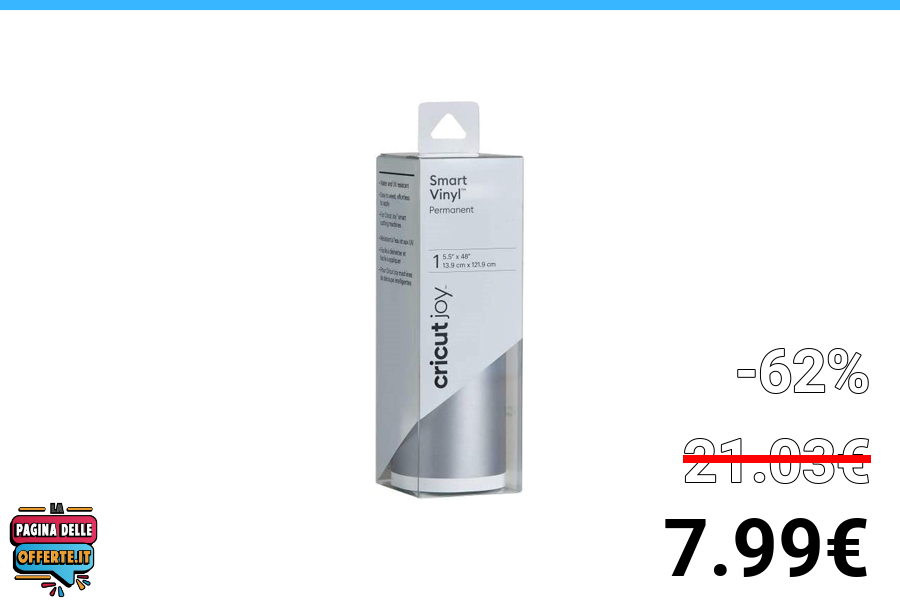 Smart
Vinyl™
Permanent
1 5.5" x 48"
13.9 cm x 121.9 cm
cricut joy™
-62%
21.03€
7.99€
LA
PAGINA DELLE
OFFERTE.IT